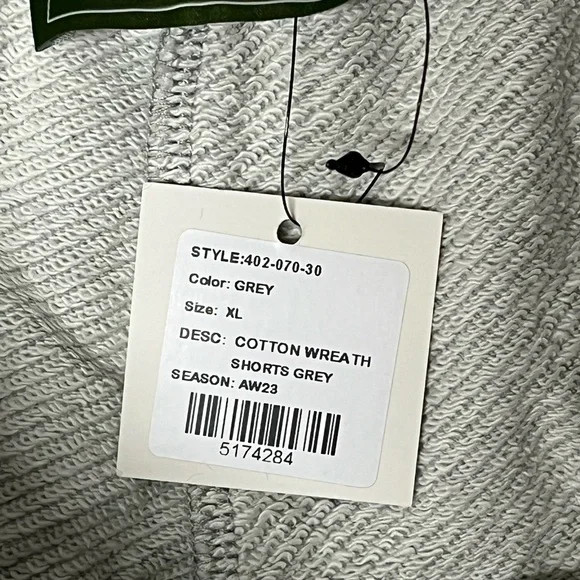 STYLE:402-070-30
Color: GREY
Size: XL
DESC: COTTON WREATH
SHORTS GREY
SEASON: AW23
5174284